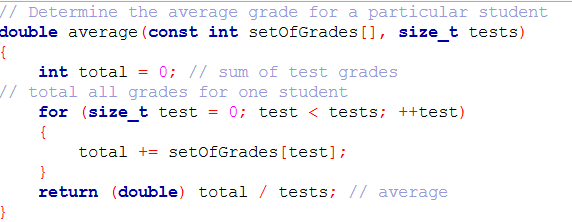 // Determine the average grade for a particular student
double average(const int setOfGrades[], size_t tests)
{
    int total = 0; // sum of test grades
// total all grades for one student
    for (size_t test = 0; test < tests; ++test)
    {
        total += setOfGrades[test];
    }
    return (double) total / tests; // average
}